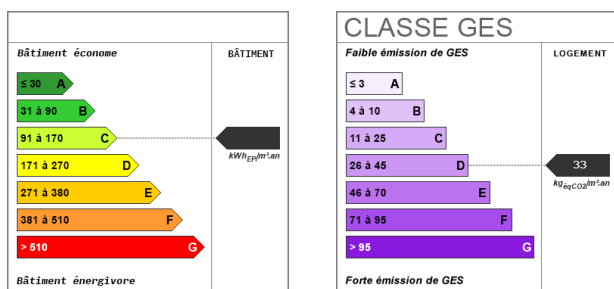 Bâtiment économe
BÂTIMENT
≤ 30 A
31 à 90 B
91 à 170 C
kWhEP/m².an
171 à 270 D
271 à 380 E
381 à 510 F
> 510 G
Bâtiment énergivore
CLASSE GES
Faible émission de GES
LOGEMENT
≤ 3 A
4 à 10 B
11 à 25 C
26 à 45 D
33
kgéqCO2/m².an
46 à 70 E
71 à 95 F
> 95 G
Forte émission de GES